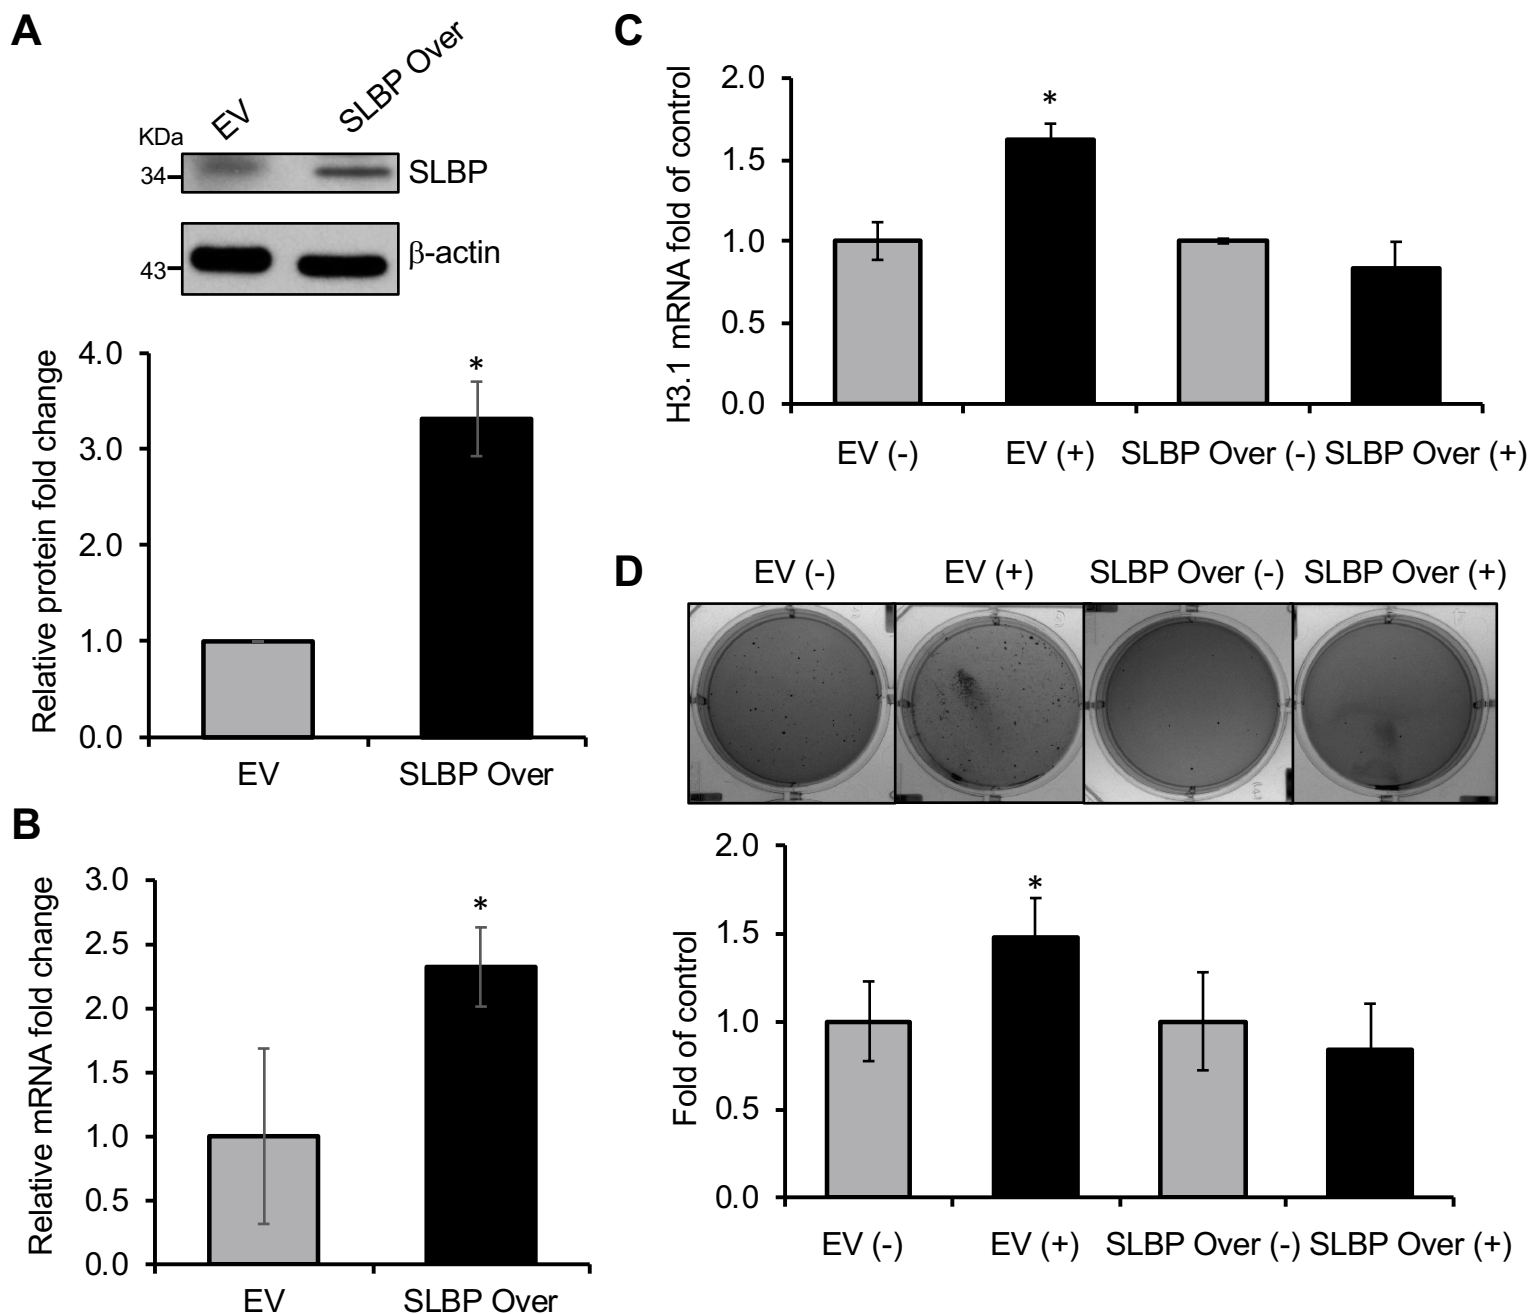 A
EV
SLBP Over
KDa
34
SLBP
43
β-actin
Relative protein fold change
4.0
*
3.0
2.0
1.0
0.0
EV
SLBP Over
B
Relative mRNA fold change
3.0
*
2.5
2.0
1.5
1.0
0.5
0.0
EV
SLBP Over
C
H3.1 mRNA fold of control
2.0
*
1.5
1.0
0.5
0.0
EV (-)
EV (+)
SLBP Over (-)
SLBP Over (+)
D
EV (-)
EV (+)
SLBP Over (-)
SLBP Over (+)
Fold of control
2.0
*
1.5
1.0
0.5
0.0
EV (-)
EV (+)
SLBP Over (-)
SLBP Over (+)